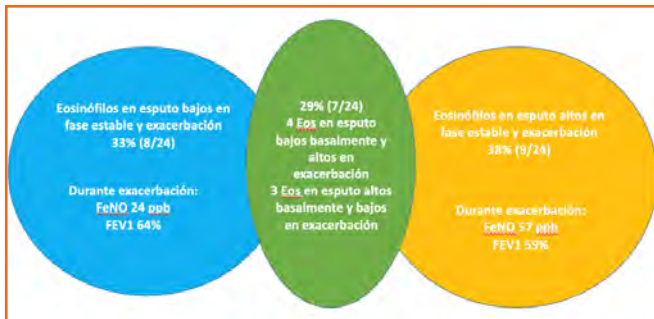 Eosinófilos en esputo bajos en
fase estable y exacerbación
33% (8/24)
Durante exacerbación:
FeNO 24 ppb
FEV1 64%
29% (7/24)
4 Eos en esputo
bajos basalmente y
altos en
exacerbación
3 Eos en esputo altos
basalmente y bajos
en exacerbación
Eosinófilos en esputo altos en
fase estable y exacerbación
38% (9/24)
Durante exacerbación:
FeNO 57 ppb
FEV1 59%